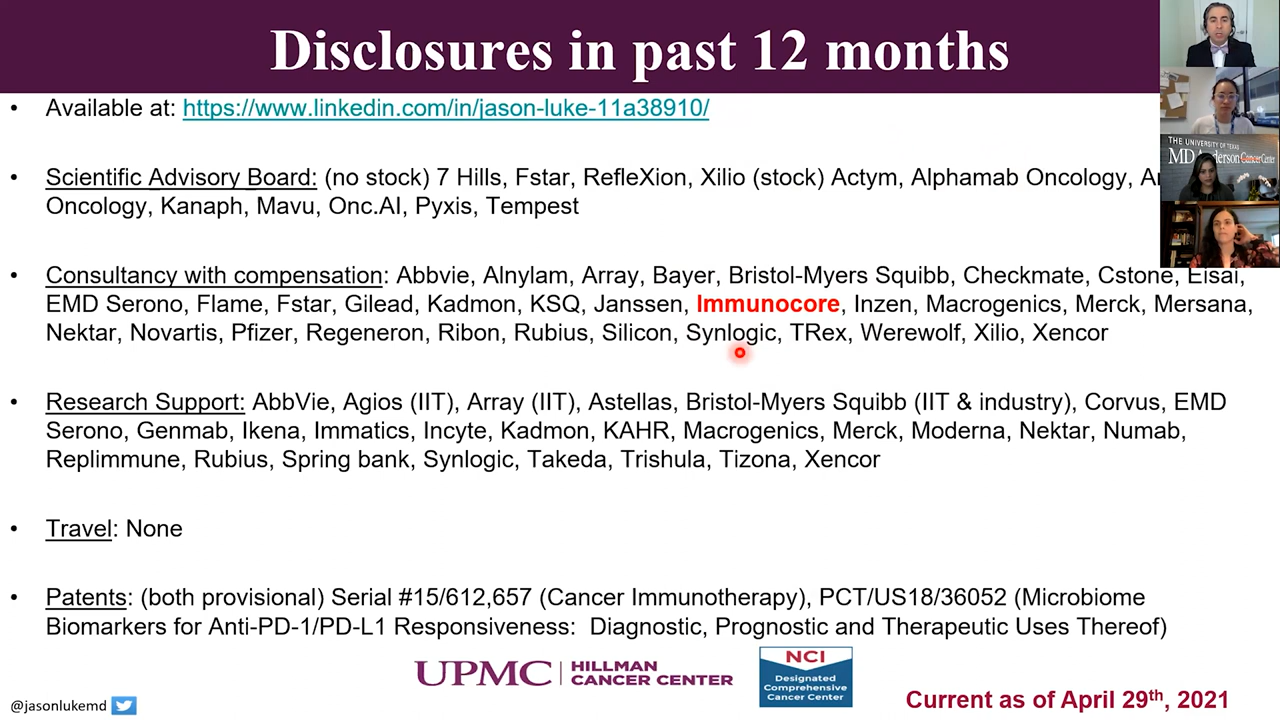 Disclosures in past 12 months
• Available at: https://www.linkedin.com/in/jason-luke-11a38910/
• Scientific Advisory Board: (no stock) 7 Hills, Fstar, RefleXion, Xilio (stock) Actym, Alphamab Oncology,
Oncology, Kanaph, Mavu, Onc.AI, Pyxis, Tempest
• Consultancy with compensation: Abbvie, Alnylam, Array, Bayer, Bristol-Myers Squibb, Checkmate, Cstone, Eisai,
EMD Serono, Flame, Fstar, Gilead, Kadmon, KSQ, Janssen, Immunocore, Inzen, Macrogenics, Merck, Mersana,
Nektar, Novartis, Pfizer, Regeneron, Ribon, Rubius, Silicon, Synlogic, TRex, Werewolf, Xilio, Xencor
• Research Support: AbbVie, Agios (IIT), Array (IIT), Astellas, Bristol-Myers Squibb (IIT & industry), Corvus, EMD
Serono, Genmab, Ikena, Immatics, Incyte, Kadmon, KAHR, Macrogenics, Merck, Moderna, Nektar, Numab,
Replimmune, Rubius, Spring bank, Synlogic, Takeda, Trishula, Tizona, Xencor
• Travel: None
• Patents: (both provisional) Serial #15/612,657 (Cancer Immunotherapy), PCT/US18/36052 (Microbiome
Biomarkers for Anti-PD-1/PD-L1 Responsiveness: Diagnostic, Prognostic and Therapeutic Uses Thereof)
UPMC | HILLMAN
CANCER CENTER
NCI
Designated
Comprehensive
Cancer Center
@jasonlukemd
Current as of April 29th, 2021
THE UNIVERSITY OF TEXAS
MD Anderson Cancer Center